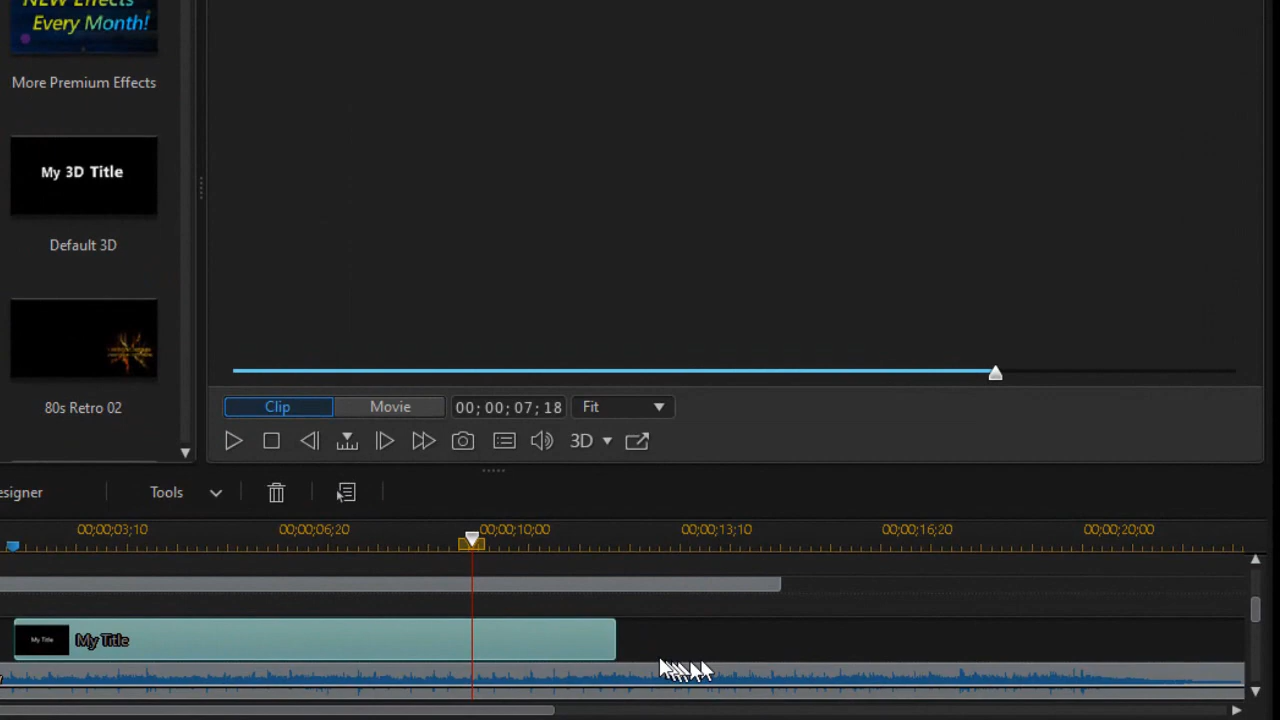 NEW Effects
Every Month!
More Premium Effects
My 3D Title
Default 3D
80s Retro 02
Clip
Movie
00; 00; 07; 18
Fit
3D
esigner
Tools
00;00;03;10
00;00;06;20
00;00;10;00
00;00;13;10
00;00;16;20
00;00;20;00
My Title
My Title